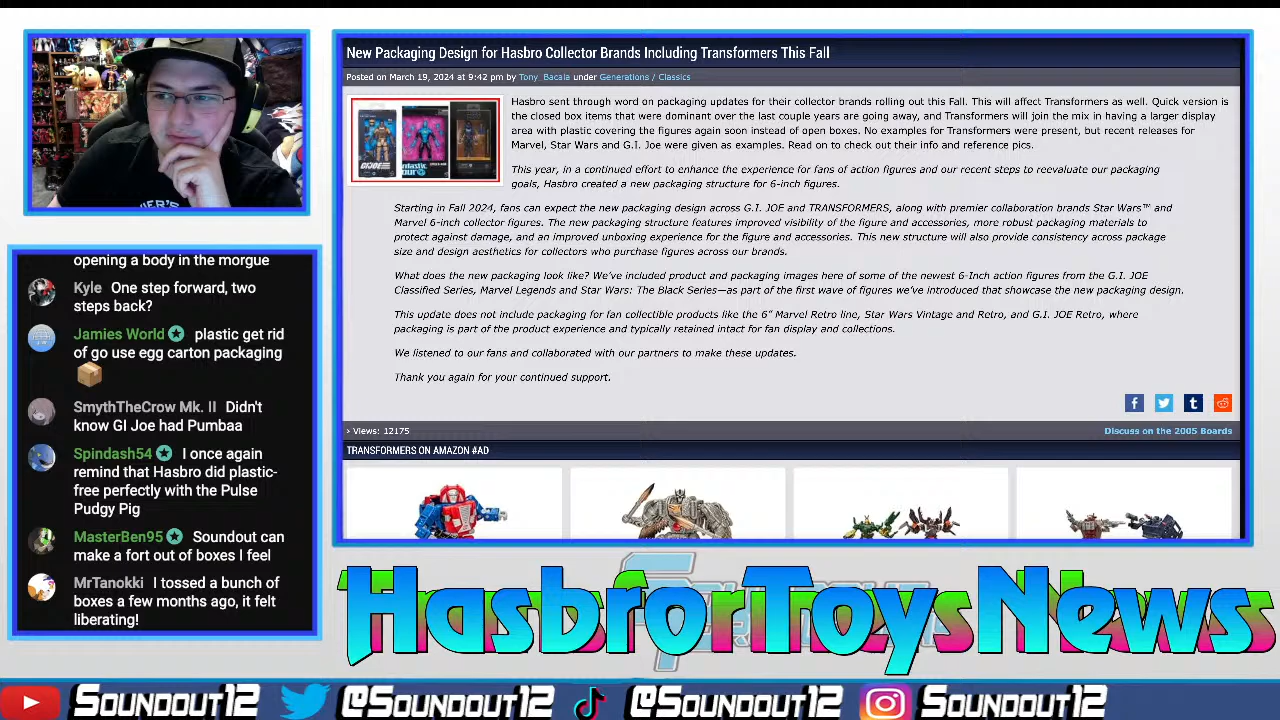 New Packaging Design for Hasbro Collector Brands Including Transformers This Fall
Posted on March 19, 2024 at 9:42 pm by Tony_Bacala under Generations / Classics
Hasbro sent through word on packaging updates for their collector brands rolling out this Fall. This will affect Transformers as well. Quick version is
the closed box items that were dominant over the last couple years are going away, and Transformers will join the mix in having a larger display
area with plastic covering the figures again soon instead of open boxes. No examples for Transformers were present, but recent releases for
Marvel, Star Wars and G.I. Joe were given as examples. Read on to check out their info and reference pics.
This year, in a continued effort to enhance the experience for fans of action figures and our recent steps to reevaluate our packaging
goals, Hasbro created a new packaging structure for 6-inch figures.
Starting in Fall 2024, fans can expect the new packaging design across G.I. JOE and TRANSFORMERS, along with premier collaboration brands Star Wars™ and
Marvel 6-inch collector figures. The new packaging structure features improved visibility of the figure and accessories, more robust packaging materials to
protect against damage, and an improved unboxing experience for the figure and accessories. This new structure will also provide consistency across package
size and design aesthetics for collectors who purchase figures across our brands.
What does the new packaging look like? We've included product and packaging images here of some of the newest 6-Inch action figures from the G.I. JOE
Classified Series, Marvel Legends and Star Wars: The Black Series—as part of the first wave of figures we've introduced that showcase the new packaging design.
This update does not include packaging for fan collectible products like the 6" Marvel Retro line, Star Wars Vintage and Retro, and G.I. JOE Retro, where
packaging is part of the product experience and typically retained intact for fan display and collectors.
We listened to our fans and collaborated with our partners to make these updates.
Thank you again for your continued support.
› Views: 12175
Discuss on the 2005 Boards
TRANSFORMERS ON AMAZON #AD
opening a body in the morgue
Kyle One step forward, two
steps back?
Jamies World plastic get rid
of go use egg carton packaging
SmythTheCrow Mk. II Didn't
know GI Joe had Pumbaa
Spindash54 I once again
remind that Hasbro did plastic-
free perfectly with the Pulse
Pudgy Pig
MasterBen95 Soundout can
make a fort out of boxes I feel
MrTanokki I tossed a bunch of
boxes a few months ago, it felt
liberating!
Hasbro Toy News
Soundout12 @Soundout12 @Soundout12 Soundout12